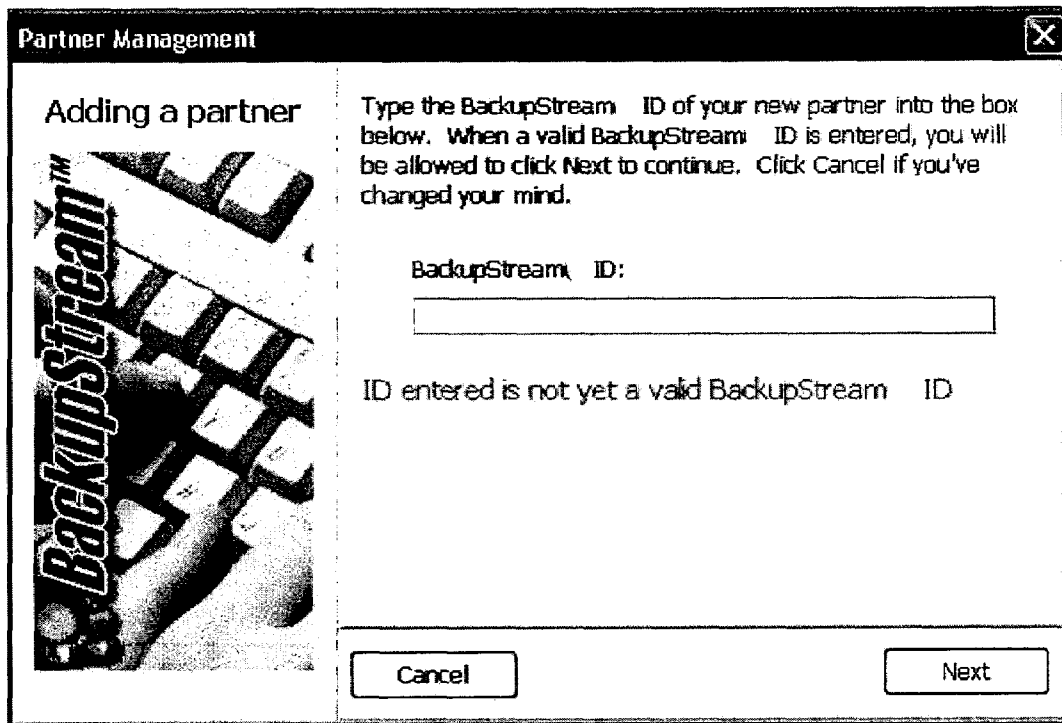 Partner Management
Adding a partner
BackupStream™
Type the BackupStream ID of your new partner into the box
below. When a valid BackupStream ID is entered, you will
be allowed to click Next to continue. Click Cancel if you've
changed your mind.
BackupStream ID:
ID entered is not yet a valid BackupStream ID
Cancel
Next